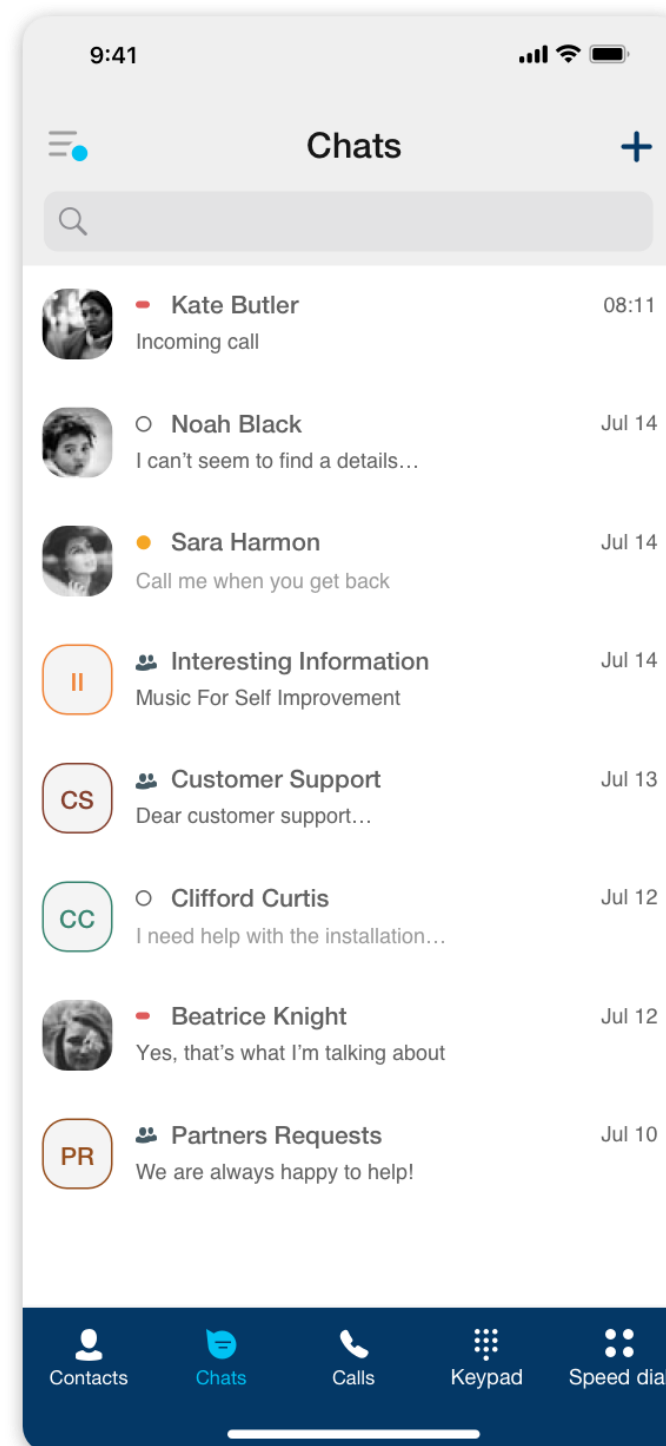 9:41
Chats
Kate Butler 08:11
Incoming call
Noah Black Jul 14
I can’t seem to find a details…
Sara Harmon Jul 14
Call me when you get back
II
Interesting Information Jul 14
Music For Self Improvement
CS
Customer Support Jul 13
Dear customer support…
CC
Clifford Curtis Jul 12
I need help with the installation…
Beatrice Knight Jul 12
Yes, that’s what I’m talking about
PR
Partners Requests Jul 10
We are always happy to help!
Contacts Chats Calls Keypad Speed dia